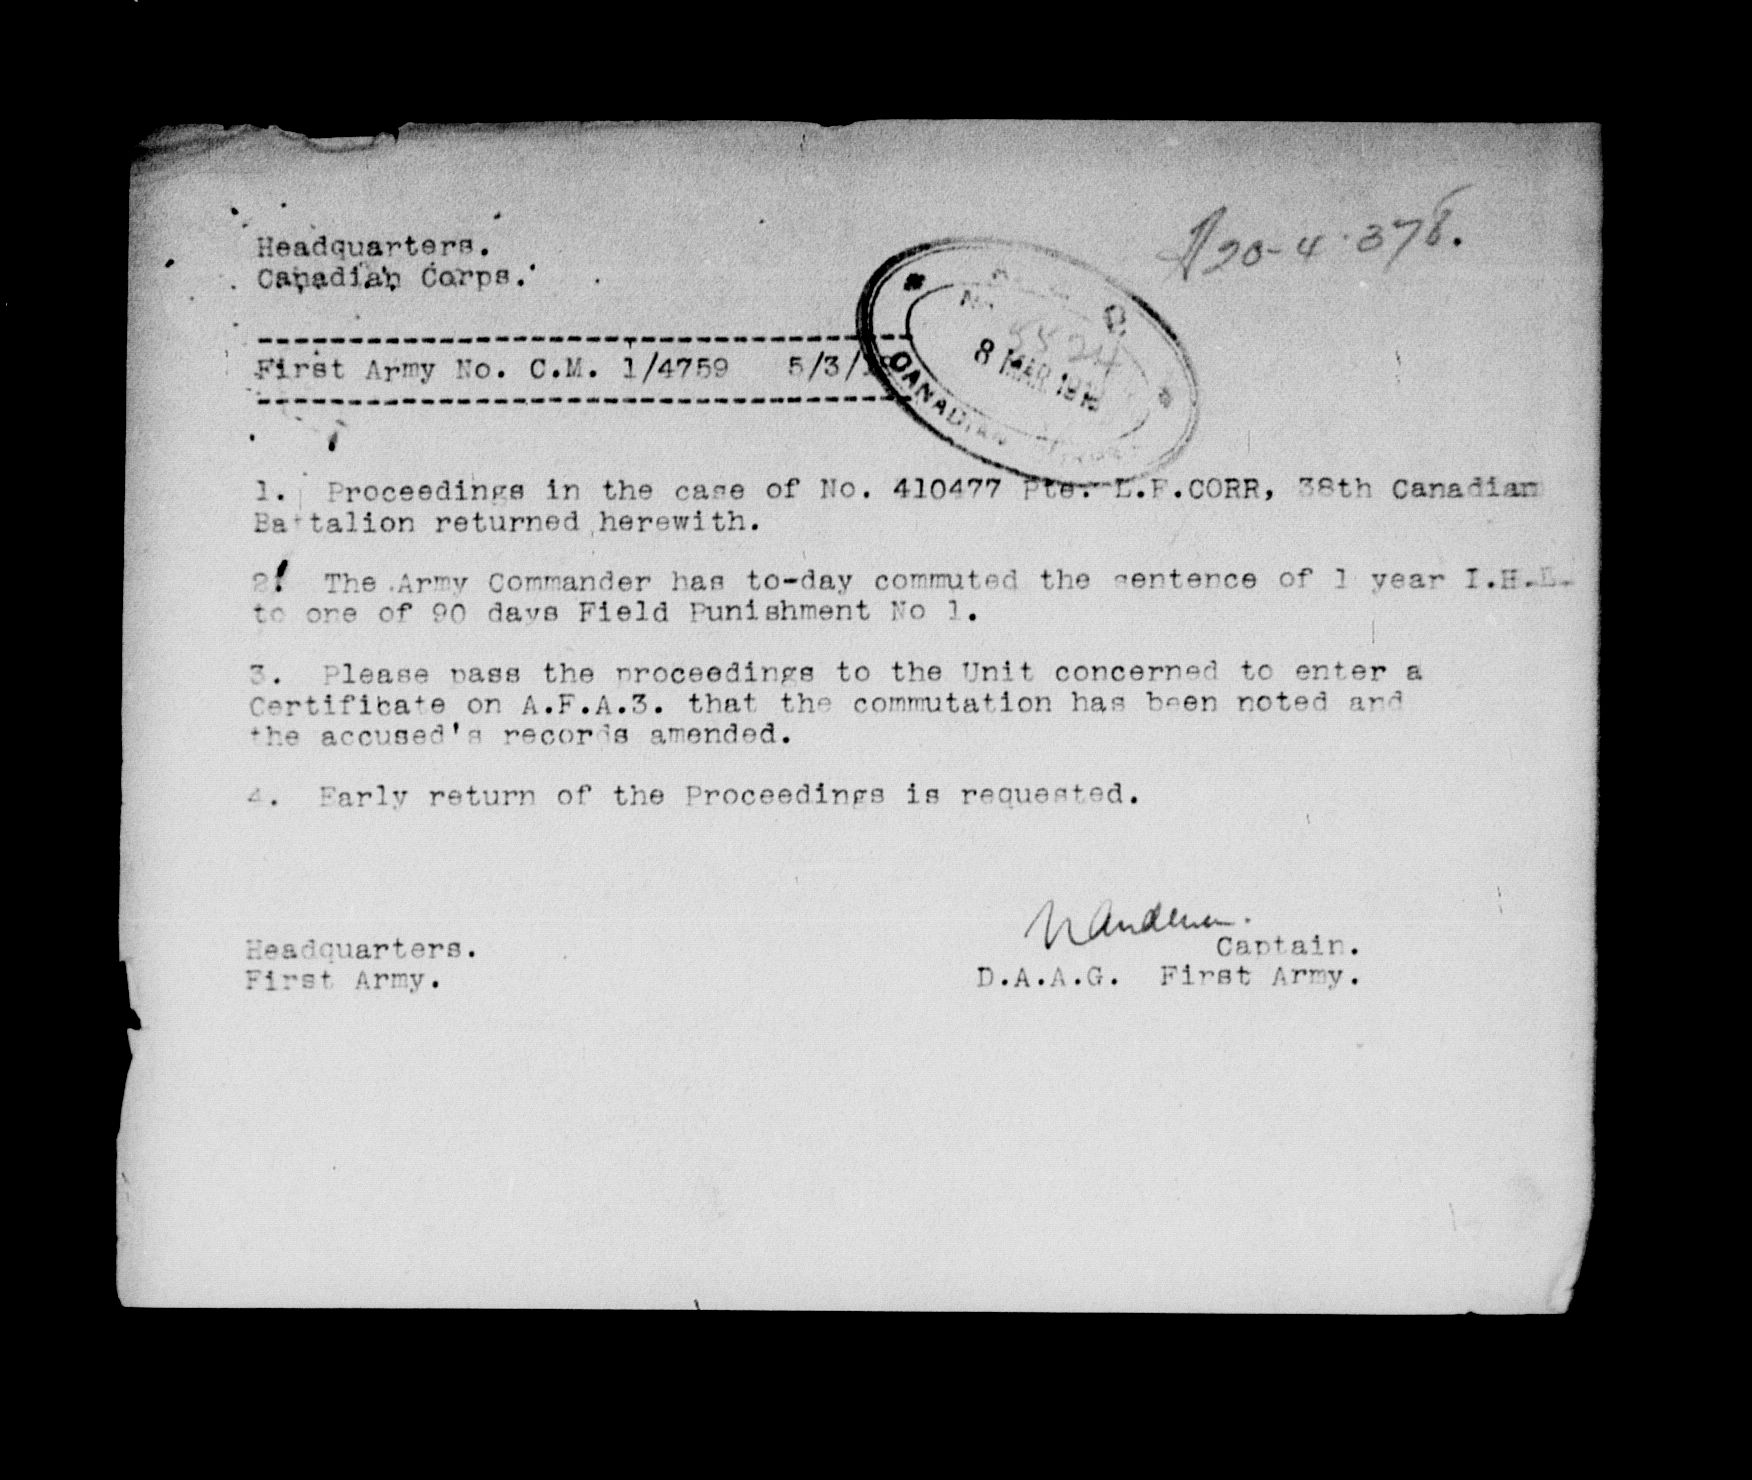 A20-4-378.
Headquarters.
Canadian Corps.
First Army No. C.M. 1/4759 5/3/
8 MAR 1918
CANADIAN
1. Proceedings in the case of No. 410477 Pte. L.F.CORR, 38th Canadian
Battalion returned herewith.
2. The Army Commander has to-day commuted the sentence of 1 year I.H.L.
to one of 90 days Field Punishment No 1.
3. Please pass the proceedings to the Unit concerned to enter a
Certificate on A.F.A.3. that the commutation has been noted and
the accused's records amended.
4. Early return of the Proceedings is requested.
Captain.
Headquarters.
First Army.
D.A.A.G. First Army.